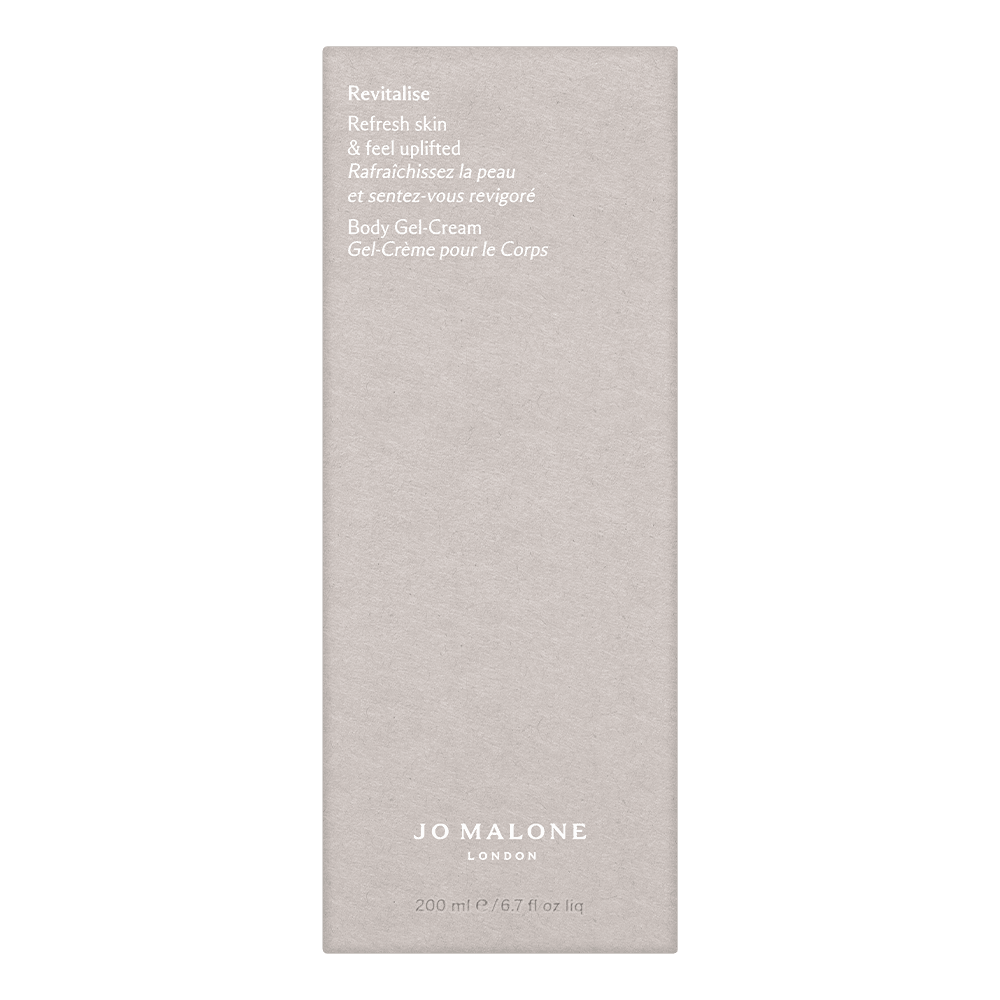 Revitalise
Refresh skin
& feel uplifted
Rafraîchissez la peau
et sentez-vous revigoré
Body Gel-Cream
Gel-Crème pour le Corps
JO MALONE
LONDON
200 ml ℮ / 6.7 fl oz liq